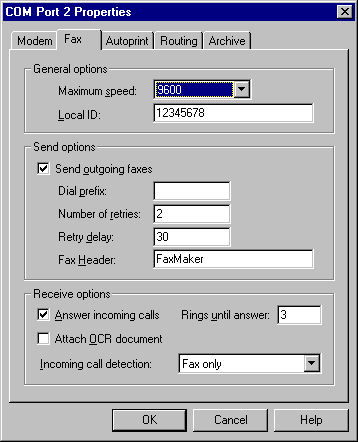 COM Port 2 Properties
Modem Fax Autoprint Routing Archive
General options
Maximum speed: 9600
Local ID: 12345678
Send options
Send outgoing faxes
Dial prefix:
Number of retries: 2
Retry delay: 30
Fax Header: FaxMaker
Receive options
Answer incoming calls Rings until answer: 3
Attach OCR document
Incoming call detection: Fax only
OK Cancel Help